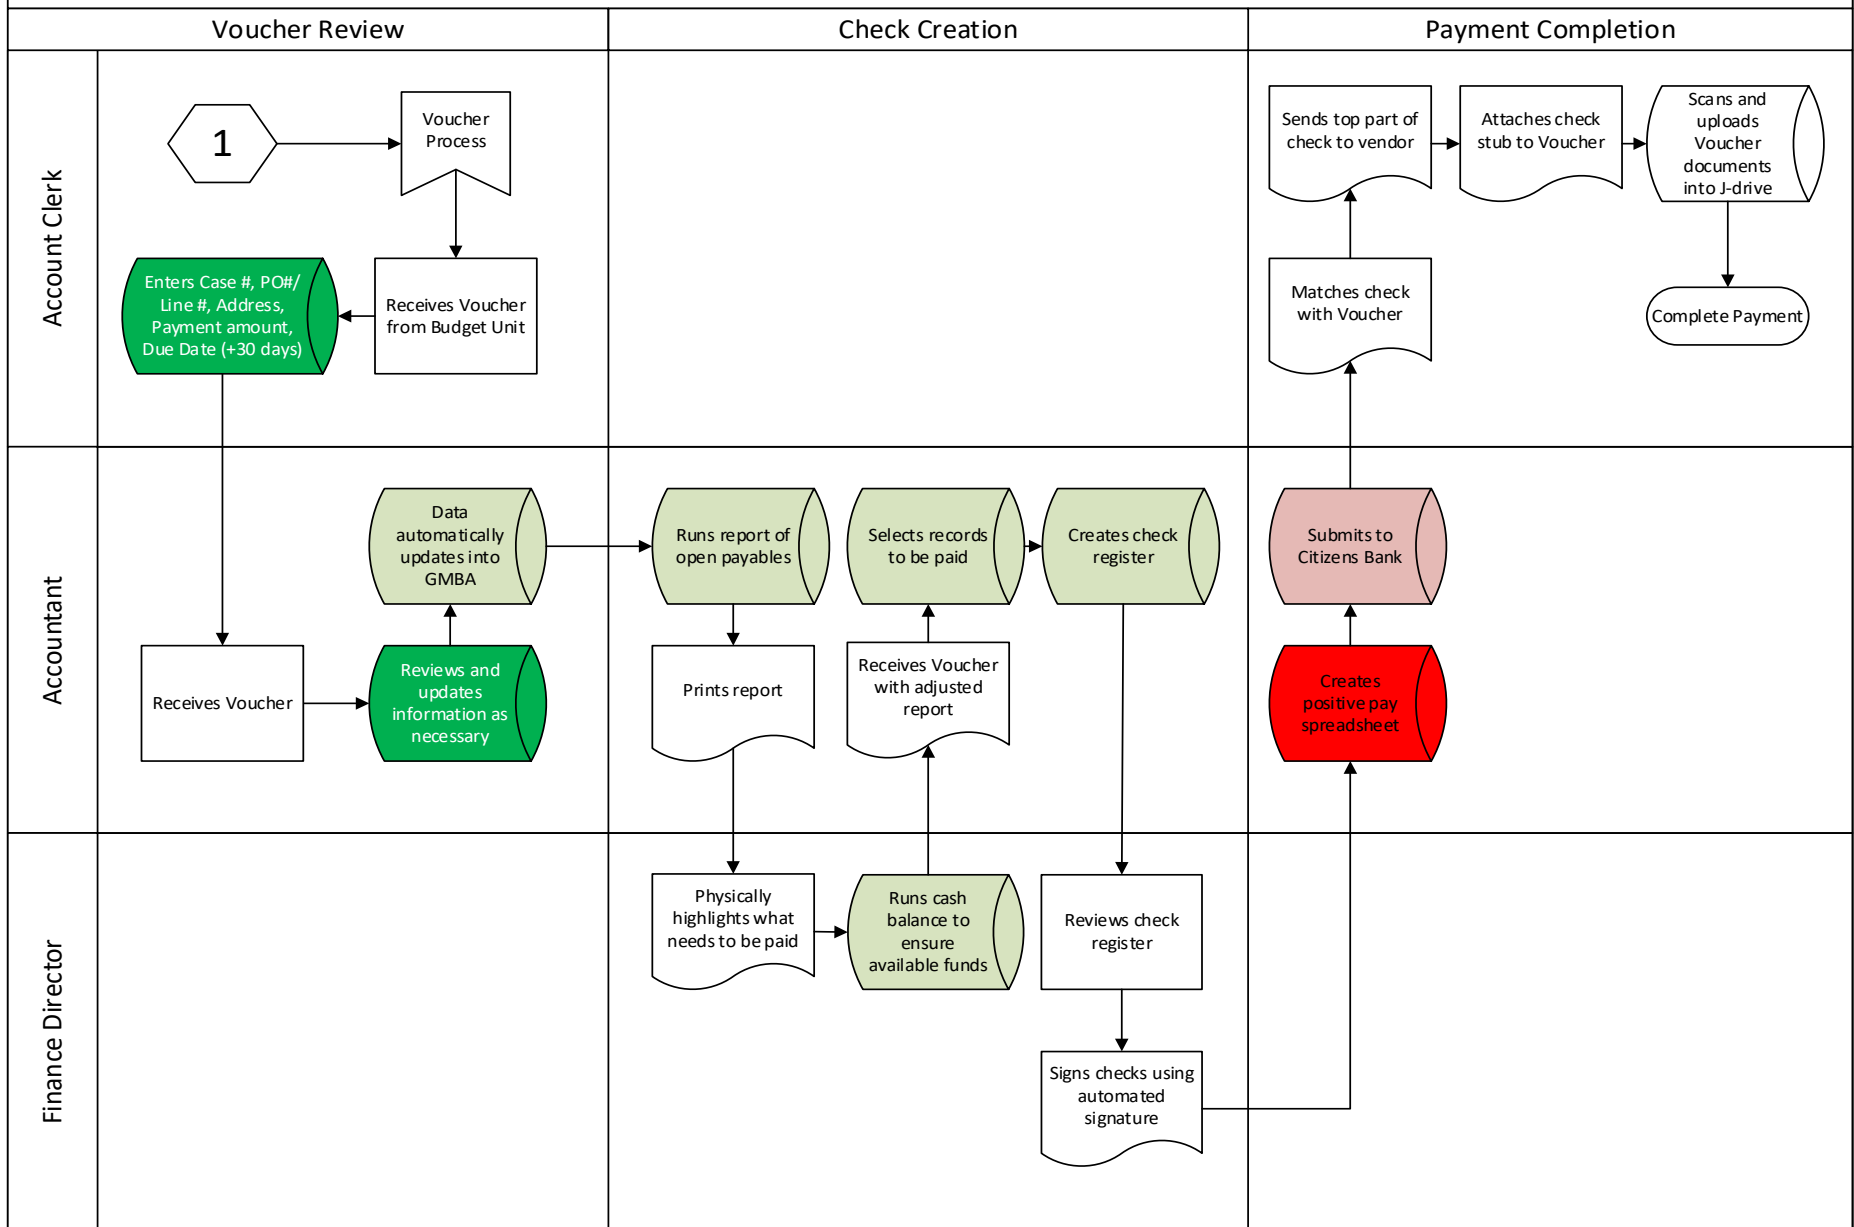 Voucher Review
Check Creation
Payment Completion
Account Clerk
1
Voucher
Process
Receives Voucher
from Budget Unit
Enters Case #, PO#/
Line #, Address,
Payment amount,
Due Date (+30 days)
Sends top part of
check to vendor
Attaches check
stub to Voucher
Scans and
uploads
Voucher
documents
into J-drive
Matches check
with Voucher
Complete Payment
Accountant
Receives Voucher
Reviews and
updates
information as
necessary
Data
automatically
updates into
GMBA
Runs report of
open payables
Prints report
Selects records
to be paid
Receives Voucher
with adjusted
report
Creates check
register
Submits to
Citizens Bank
Creates
positive pay
spreadsheet
Finance Director
Physically
highlights what
needs to be paid
Runs cash
balance to
ensure
available funds
Reviews check
register
Signs checks using
automated
signature